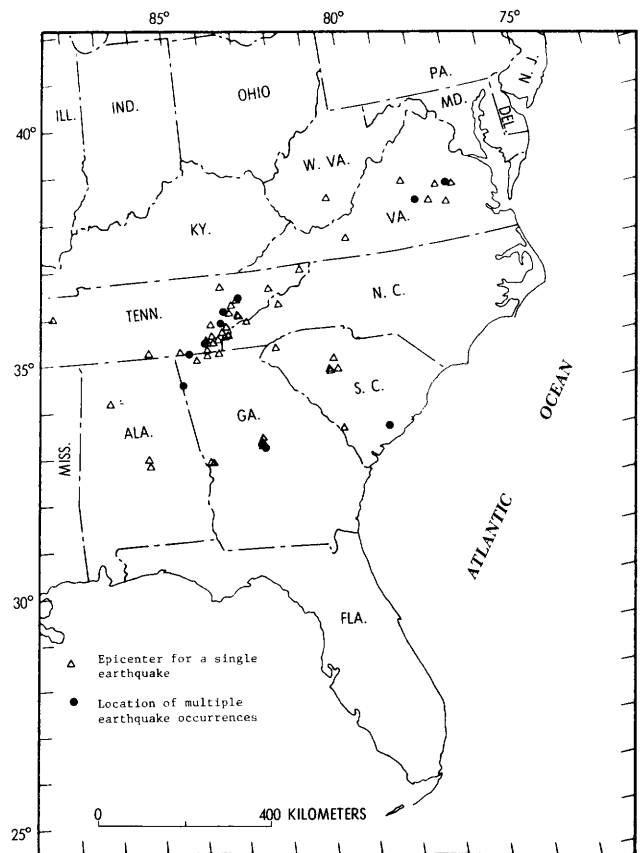 85° 80° 75°
PA.
N.J.
OHIO
MD.
IND.
ILL.
DEL.
40°
W. VA.
VA.
KY.
N.C.
TENN.
35°
S.C.
GA.
OCEAN
ALA.
MISS.
ATLANTIC
30°
FLA.
Epicenter for a single
earthquake
Location of multiple
earthquake occurrences
0 400 KILOMETERS
25°